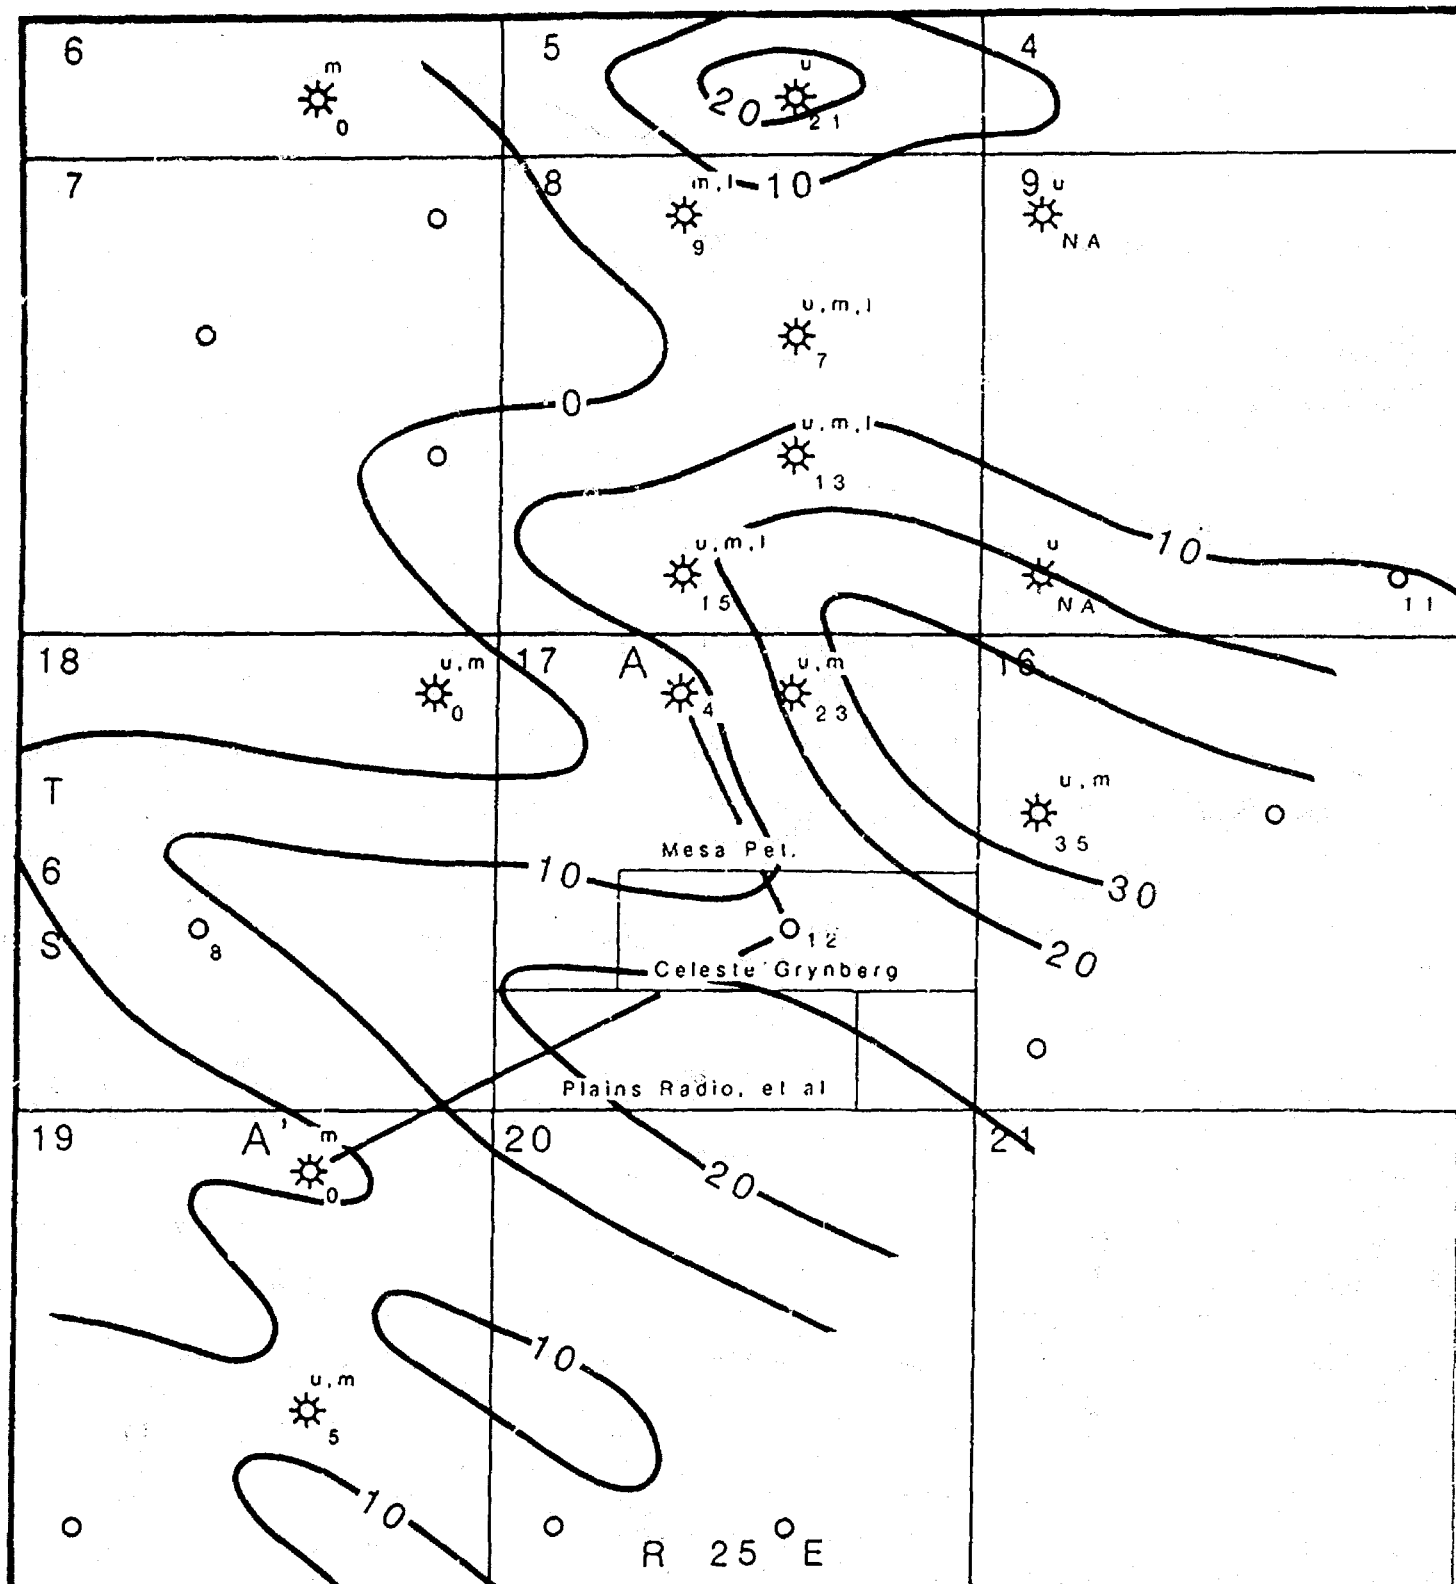 6 5 4
m u
0 20 21
7 8 m,l 10 9 u
9 NA
u,m,l
7
0
u,m,l
13
10
u,m,l u
15 NA 11
18 17 A 16
u,m u,m
0 4 23
T
u,m
35
Mesa Pet.
6 10 30
S 8 12 20
Celeste Grynberg
Plains Radio, et al
19 A' m 20 21
0 20
10
u,m
5
10
R 25 E